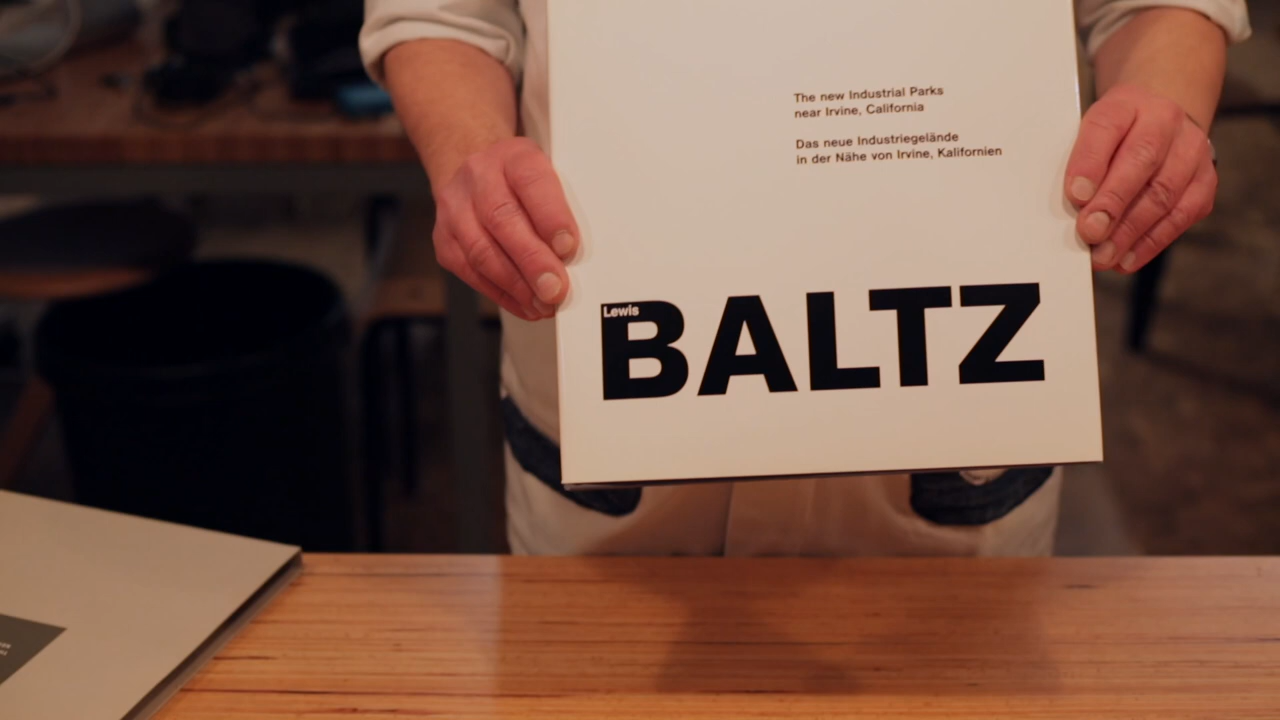 The new Industrial Parks
near Irvine, California
Das neue Industriegelände
in der Nähe von Irvine, Kalifornien
Lewis
BALTZ